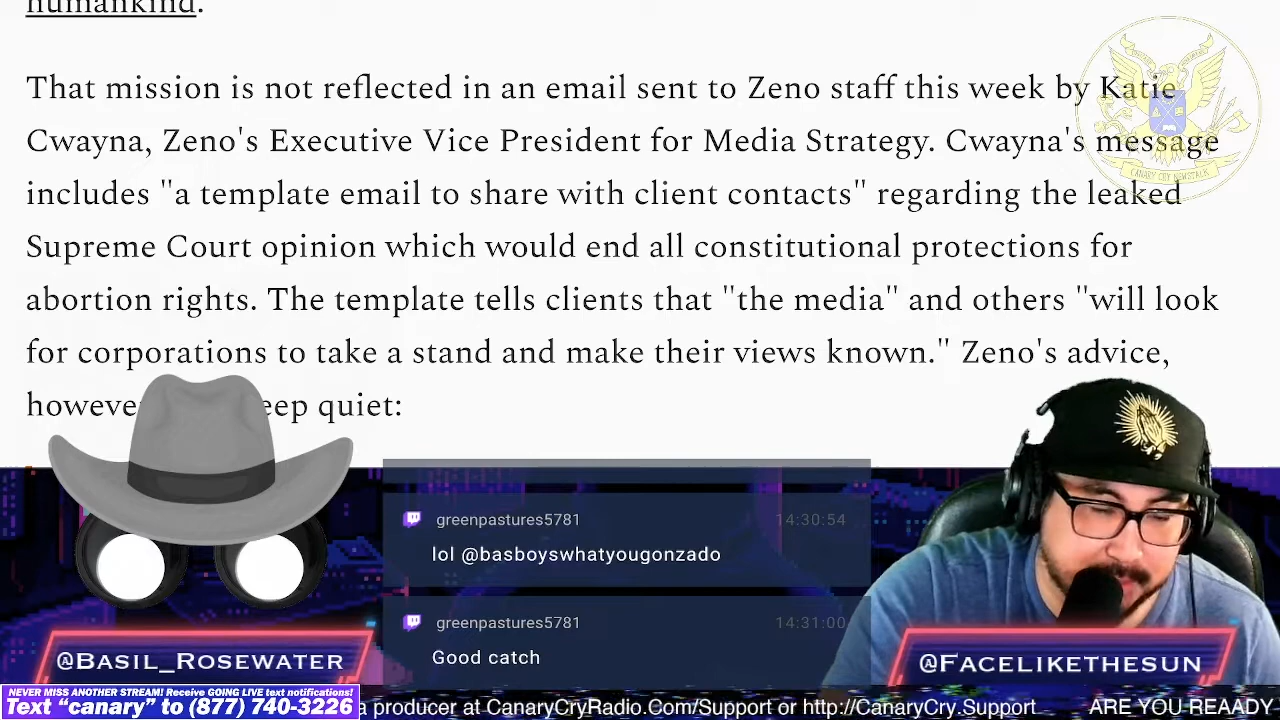 humankind.
That mission is not reflected in an email sent to Zeno staff this week by Katie
Cwayna, Zeno's Executive Vice President for Media Strategy. Cwayna's message
includes "a template email to share with client contacts" regarding the leaked
Supreme Court opinion which would end all constitutional protections for
abortion rights. The template tells clients that "the media" and others "will look
for corporations to take a stand and make their views known." Zeno's advice,
quiet:
CANARY CRY NEWSTALK
greenpastures5781 14:30:54
lol @basboyswhatyougonzado
greenpastures5781 14:31:00
Good catch
@BASIL_ROSEWATER
@FACELIKETHESUN
NEVER MISS ANOTHER STREAM! Receive GOING LIVE text notifications!
Text "canary" to (877) 740-3226
a producer at CanaryCryRadio.Com/Support or http://CanaryCry.Support ARE YOU REAADY